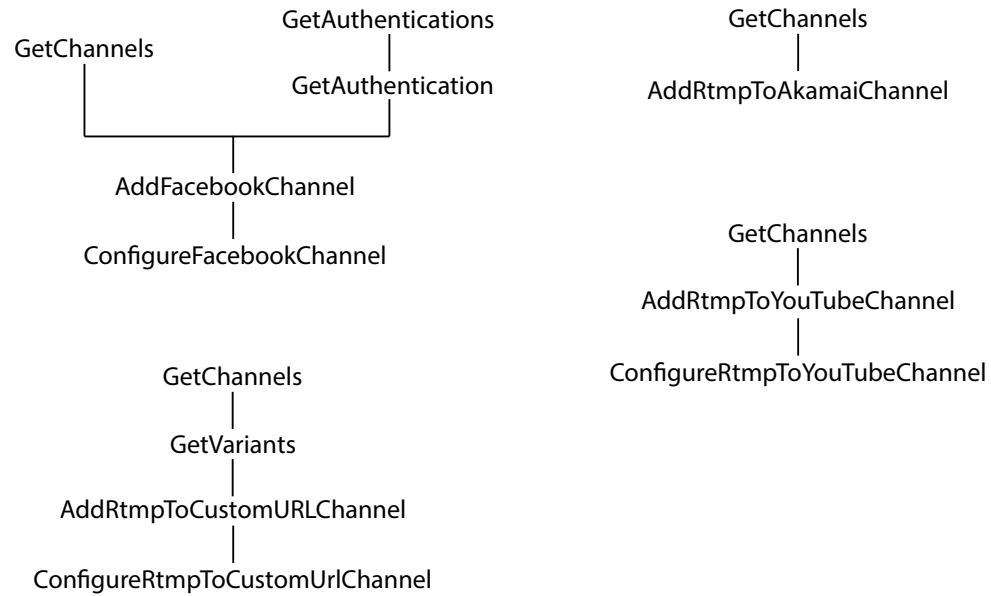 GetChannels
GetAuthentications
GetAuthentication
AddFacebookChannel
ConfigureFacebookChannel
GetChannels
GetVariants
AddRtmpToCustomURLChannel
ConfigureRtmpToCustomUrlChannel
GetChannels
AddRtmpToAkamaiChannel
GetChannels
AddRtmpToYouTubeChannel
ConfigureRtmpToYouTubeChannel